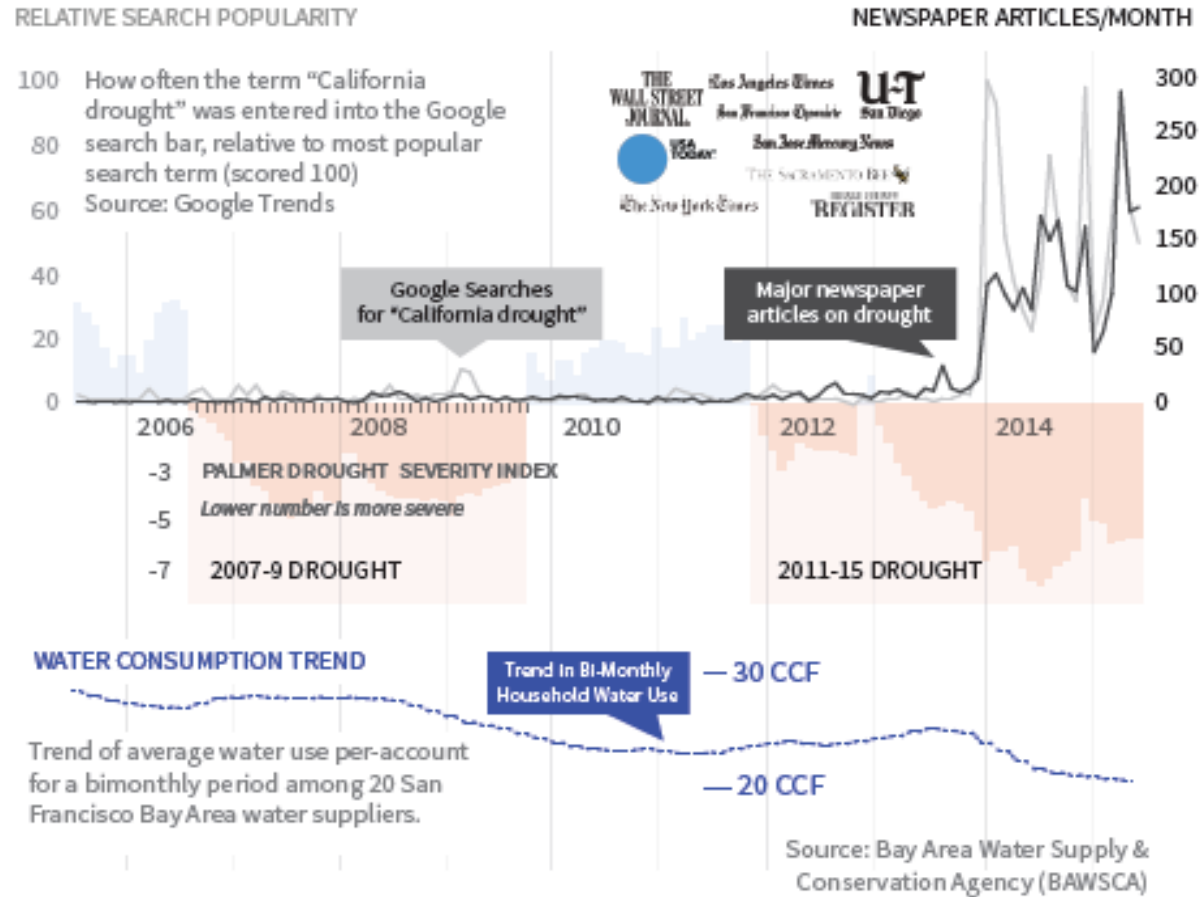 RELATIVE SEARCH POPULARITY
NEWSPAPER ARTICLES/MONTH
How often the term “California
drought” was entered into the Google
search bar, relative to most popular
search term (scored 100)
Source: Google Trends
100
80
60
40
20
0
THE
WALL STREET
JOURNAL.
Los Angeles Times
San Francisco Chronicle
U-T
San Diego
USA
TODAY
San Jose Mercury News
THE SACRAMENTO BEE
The New York Times
REGISTER
300
250
200
150
100
50
0
Google Searches
for “California drought”
Major newspaper
articles on drought
2006
2008
2010
2012
2014
-3
-5
-7
PALMER DROUGHT SEVERITY INDEX
Lower number is more severe
2007-9 DROUGHT
2011-15 DROUGHT
WATER CONSUMPTION TREND
Trend in Bi-Monthly
Household Water Use
— 30 CCF
— 20 CCF
Trend of average water use per-account
for a bimonthly period among 20 San
Francisco Bay Area water suppliers.
Source: Bay Area Water Supply &
Conservation Agency (BAWSCA)